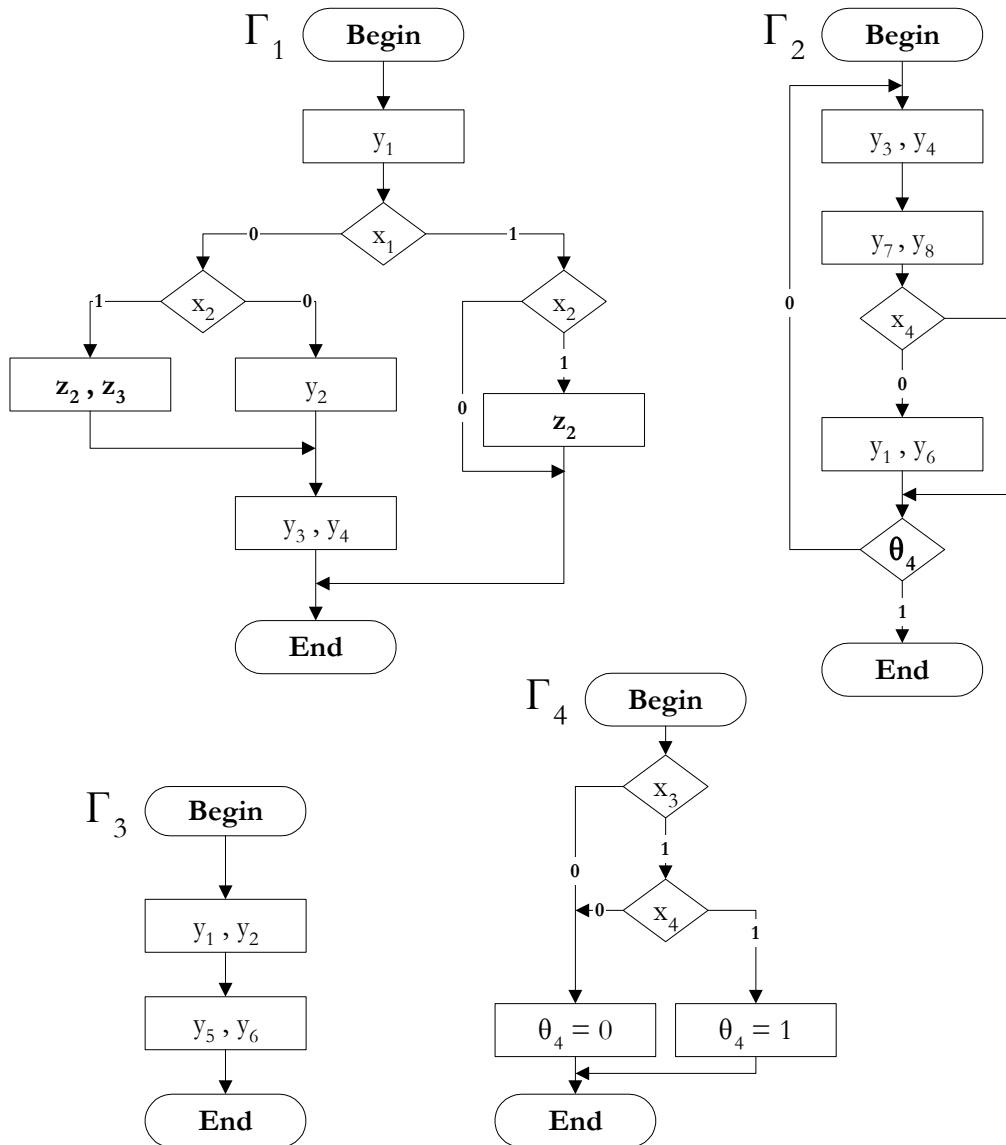 Γ1
Begin
y1
x1
0
1
x2
1
0
z2 , z3
y2
y3 , y4
x2
1
0
z2
End
Γ2
Begin
y3 , y4
y7 , y8
x4
0
y1 , y6
θ4
0
1
End
Γ3
Begin
y1 , y2
y5 , y6
End
Γ4
Begin
x3
0
1
x4
0
1
θ4 = 0
θ4 = 1
End